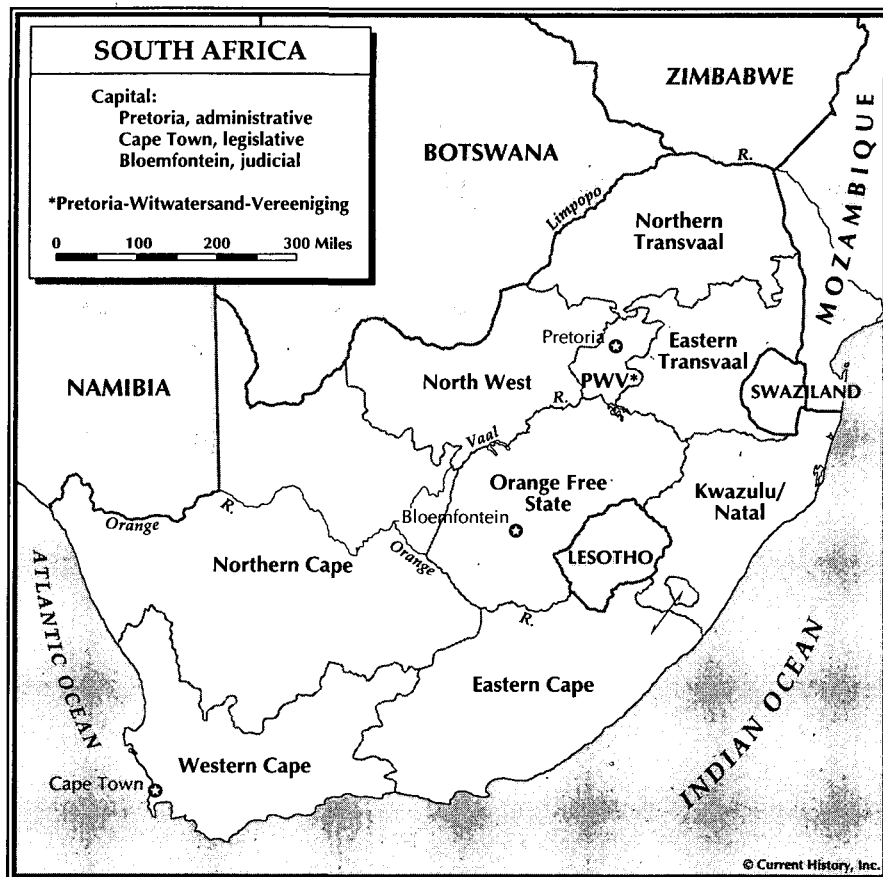 SOUTH AFRICA
Capital:
Pretoria, administrative
Cape Town, legislative
Bloemfontein, judicial
*Pretoria-Witwatersand-Vereeniging
0 100 200 300 Miles
ZIMBABWE
MOZAMBIQUE
BOTSWANA
R.
Limpopo
Northern
Transvaal
Pretoria
Eastern
Transvaal
NAMIBIA
North West
PWV*
SWAZILAND
R.
Vaal
Orange Free
State
Kwazulu/
Natal
Orange
R.
Bloemfontein
Northern Cape
Orange
LESOTHO
R.
ATLANTIC OCEAN
Eastern Cape
INDIAN OCEAN
Western Cape
Cape Town
© Current History, Inc.